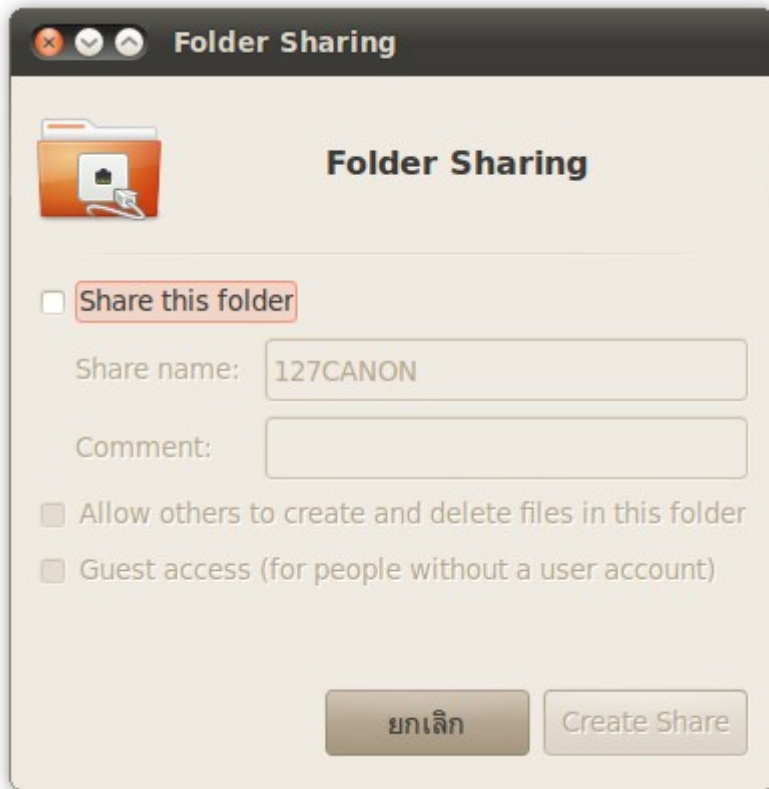 Folder Sharing
Folder Sharing
Share this folder
Share name: 127CANON
Comment:
Allow others to create and delete files in this folder
Guest access (for people without a user account)
ยกเลิก Create Share